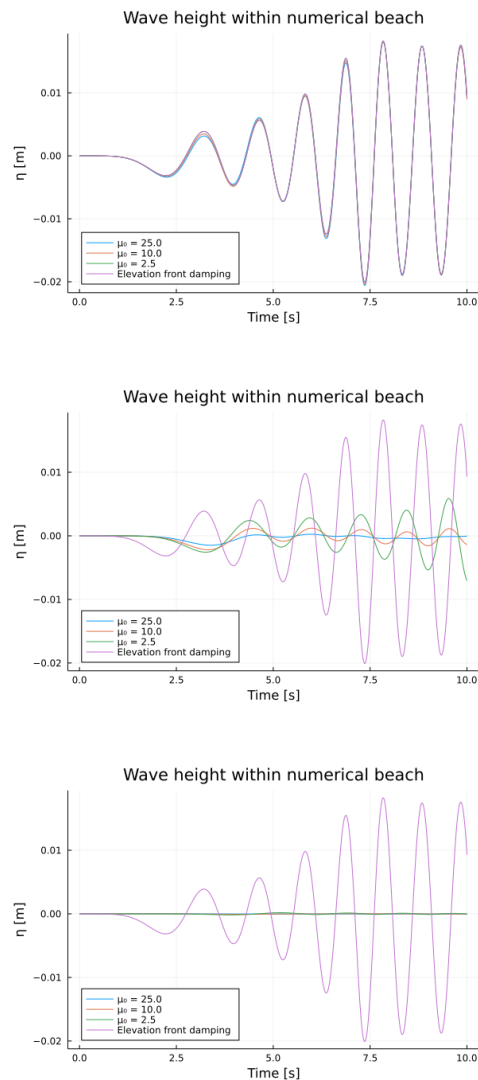 Wave height within numerical beach
0.01
0.00
−0.01
−0.02
η [m]
μ₀ = 25.0
μ₀ = 10.0
μ₀ = 2.5
Elevation front damping
0.0 2.5 5.0 7.5 10.0
Time [s]
Wave height within numerical beach
0.01
0.00
−0.01
−0.02
η [m]
μ₀ = 25.0
μ₀ = 10.0
μ₀ = 2.5
Elevation front damping
0.0 2.5 5.0 7.5 10.0
Time [s]
Wave height within numerical beach
0.01
0.00
−0.01
−0.02
η [m]
μ₀ = 25.0
μ₀ = 10.0
μ₀ = 2.5
Elevation front damping
0.0 2.5 5.0 7.5 10.0
Time [s]